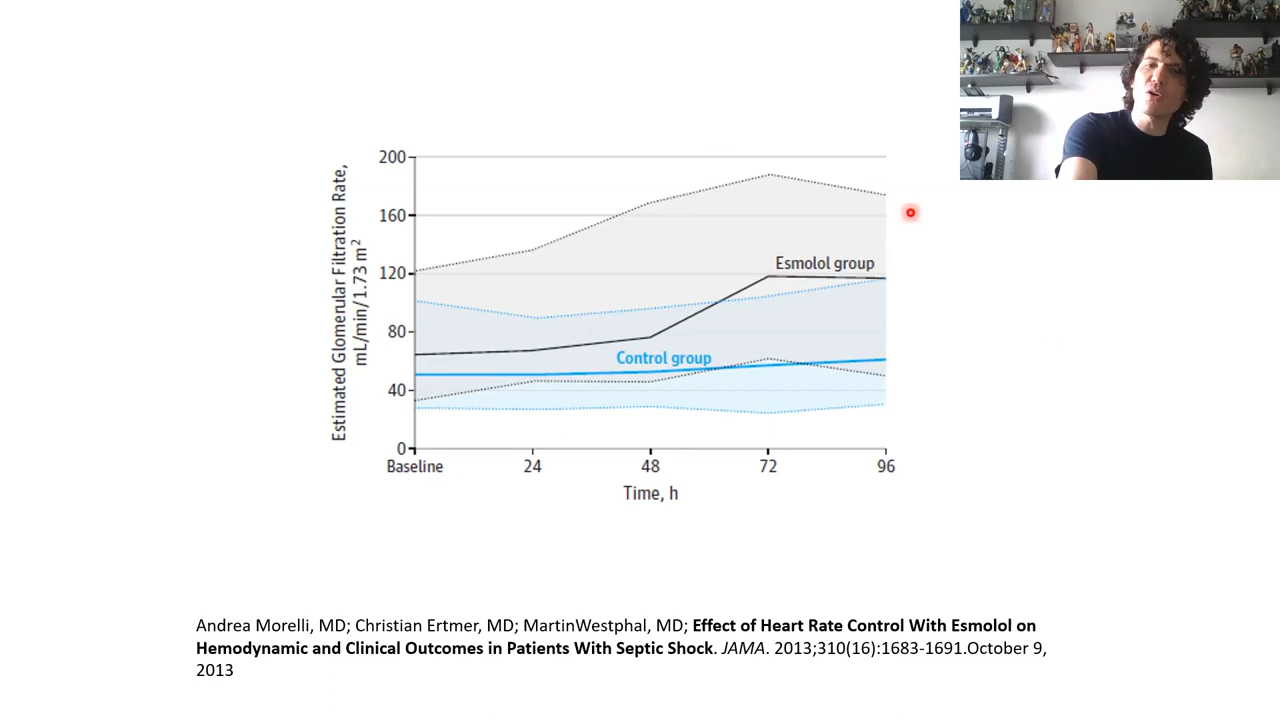 200
160
120
80
40
0
Estimated Glomerular Filtration Rate,
mL/min/1.73 m²
Esmolol group
Control group
Baseline 24 48 72 96
Time, h
Andrea Morelli, MD; Christian Ertmer, MD; MartinWestphal, MD; Effect of Heart Rate Control With Esmolol on
Hemodynamic and Clinical Outcomes in Patients With Septic Shock. JAMA. 2013;310(16):1683-1691.October 9,
2013